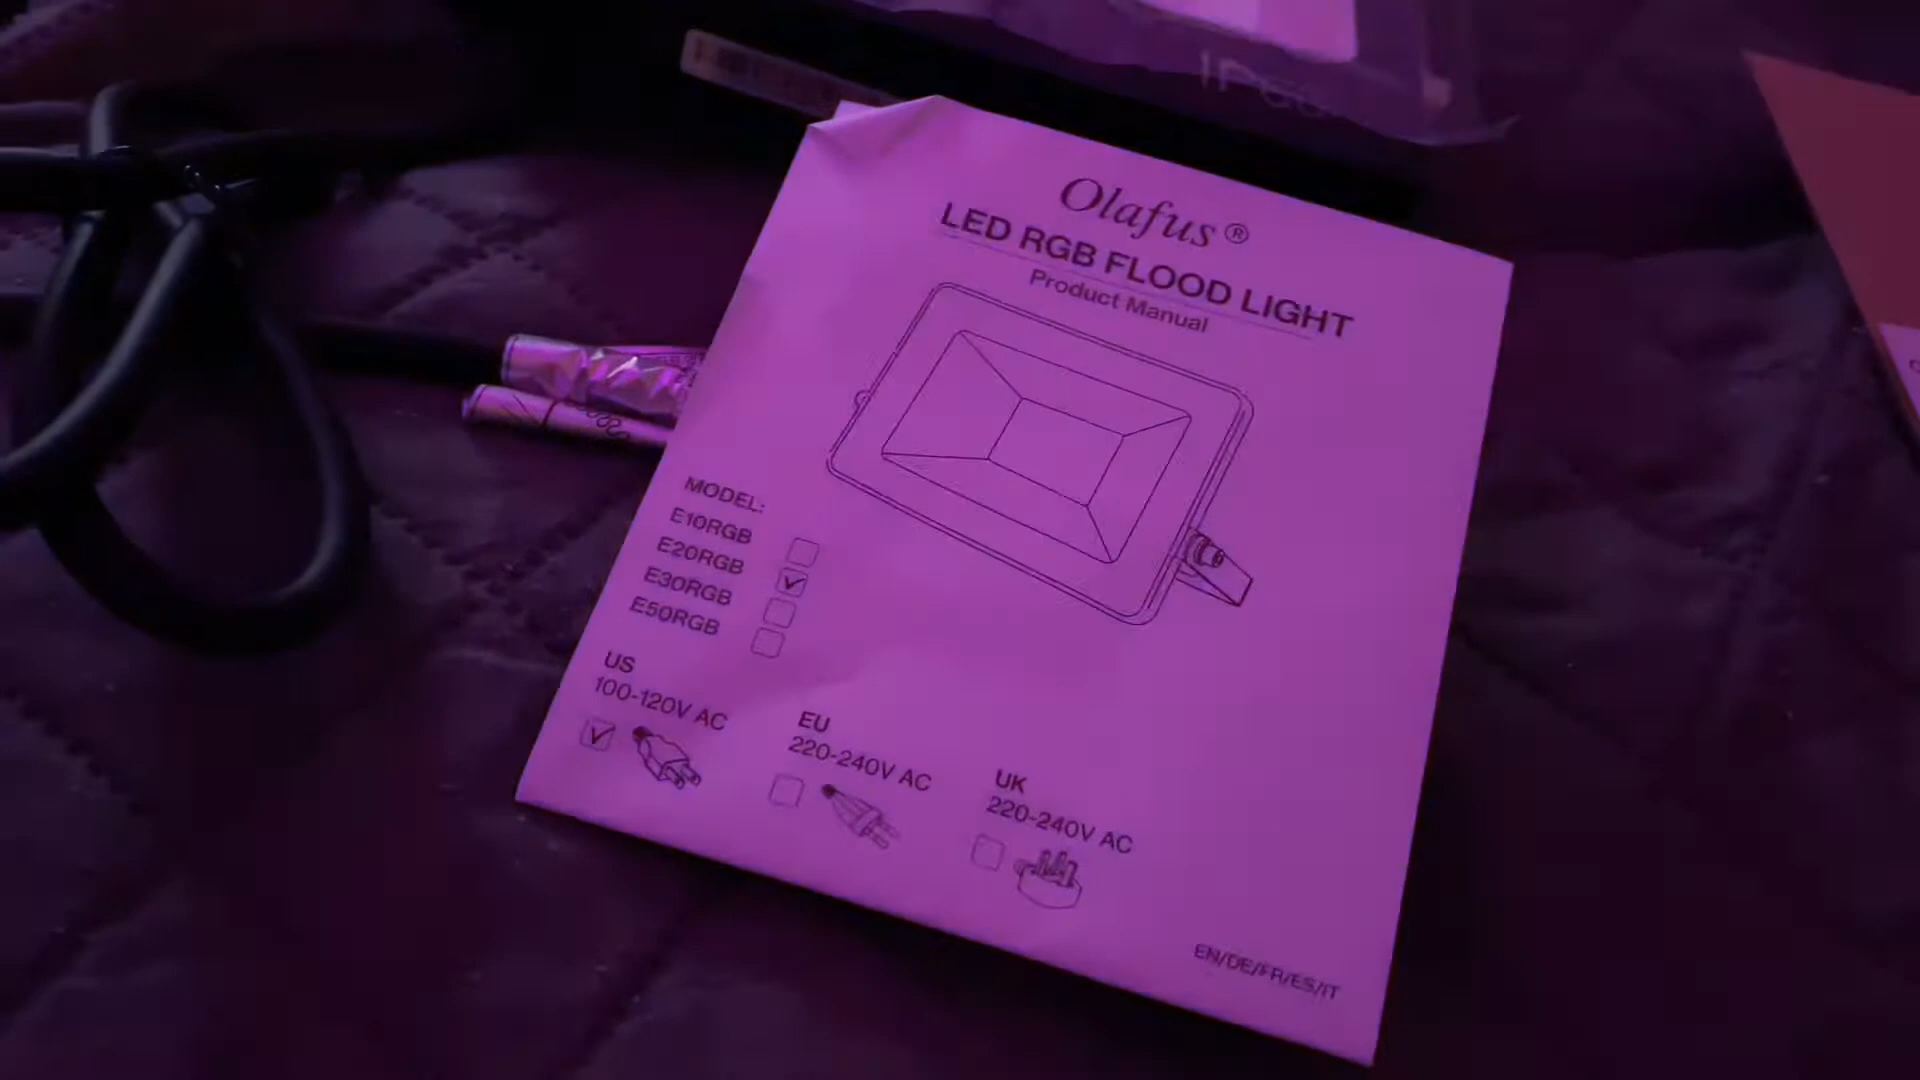 Olafus®
LED RGB FLOOD LIGHT
Product Manual
MODEL:
E10RGB
E20RGB
E30RGB
E50RGB
US
100-120V AC
EU
220-240V AC
UK
220-240V AC
EN/DE/FR/ES/IT